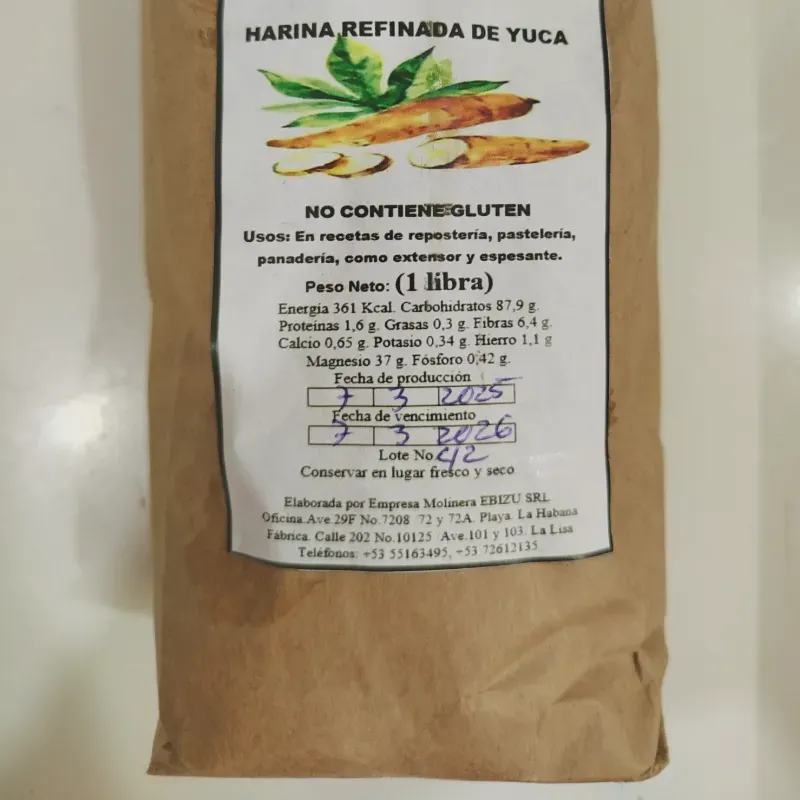 HARINA REFINADA DE YUCA
NO CONTIENE GLUTEN
Usos: En recetas de repostería, pastelería,
panadería, como extensor y espesante.
Peso Neto: (1 libra)
Energía 361 Kcal. Carbohidratos 87,9 g.
Proteínas 1,6 g. Grasas 0,3 g. Fibras 6,4 g.
Calcio 0,65 g. Potasio 0,34 g. Hierro 1,1 g
Magnesio 37 g. Fósforo 0,42 g.
Fecha de producción
7 3 2025
Fecha de vencimiento
7 3 2026
Lote No 42
Conservar en lugar fresco y seco
Elaborada por Empresa Molinera EBIZU SRL
Oficina.Ave.29F No.7208 72 y 72A. Playa. La Habana
Fábrica. Calle 202 No.10125 Ave.101 y 103. La Lisa
Teléfonos: +53 55163495, +53 72612135